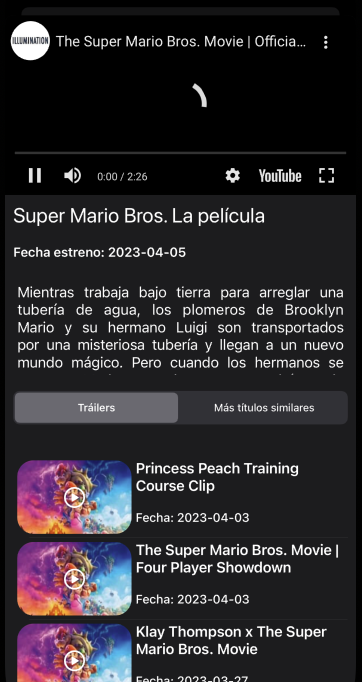 ILLUMINATION
The Super Mario Bros. Movie | Officia...
0:00 / 2:26
YouTube
Super Mario Bros. La película
Fecha estreno: 2023-04-05
Mientras trabaja bajo tierra para arreglar una
tubería de agua, los plomeros de Brooklyn
Mario y su hermano Luigi son transportados
por una misteriosa tubería y llegan a un nuevo
mundo mágico. Pero cuando los hermanos se
Tráilers
Más títulos similares
Princess Peach Training
Course Clip
Fecha: 2023-04-03
The Super Mario Bros. Movie |
Four Player Showdown
Fecha: 2023-04-03
Klay Thompson x The Super
Mario Bros. Movie
Fecha: 2023-03-27